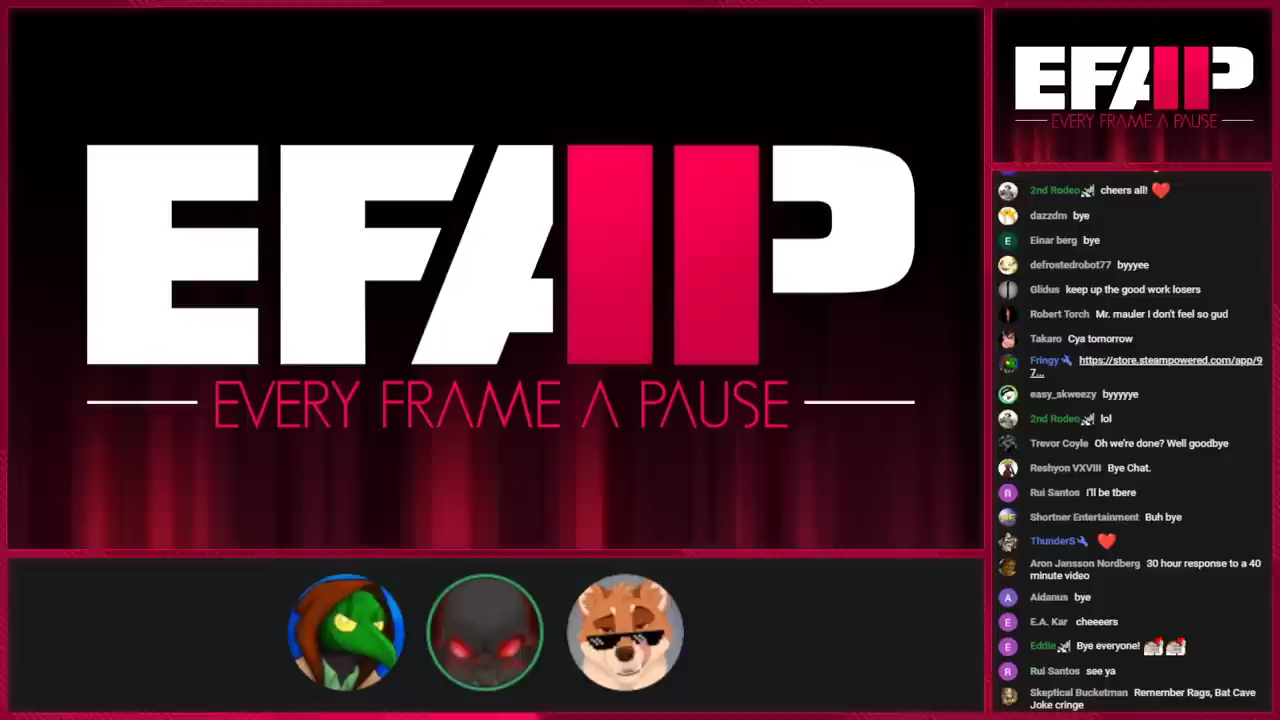 EFAP
EVERY FRAME A PAUSE
EFAP
EVERY FRAME A PAUSE
2nd Rodeo cheers all! ❤️
dazzdm bye
E Einar berg bye
defrostedrobot77 byyyee
Glidus keep up the good work losers
Robert Torch Mr. mauler I don't feel so gud
Takaro Cya tomorrow
Fringy https://store.steampowered.com/app/9
7...
easy_skweezy byyyyye
2nd Rodeo lol
Trevor Coyle Oh we're done? Well goodbye
Reshyon VXVIII Bye Chat.
n Rui Santos I'll be tbere
Shortner Entertainment Buh bye
ThunderS ❤️
Aron Jansson Nordberg 30 hour response to a 40
minute video
A Aidanus bye
E E.A. Kar cheeeers
E Eddie Bye everyone!
R Rui Santos see ya
Skeptical Bucketman Remember Rags, Bat Cave
Joke cringe